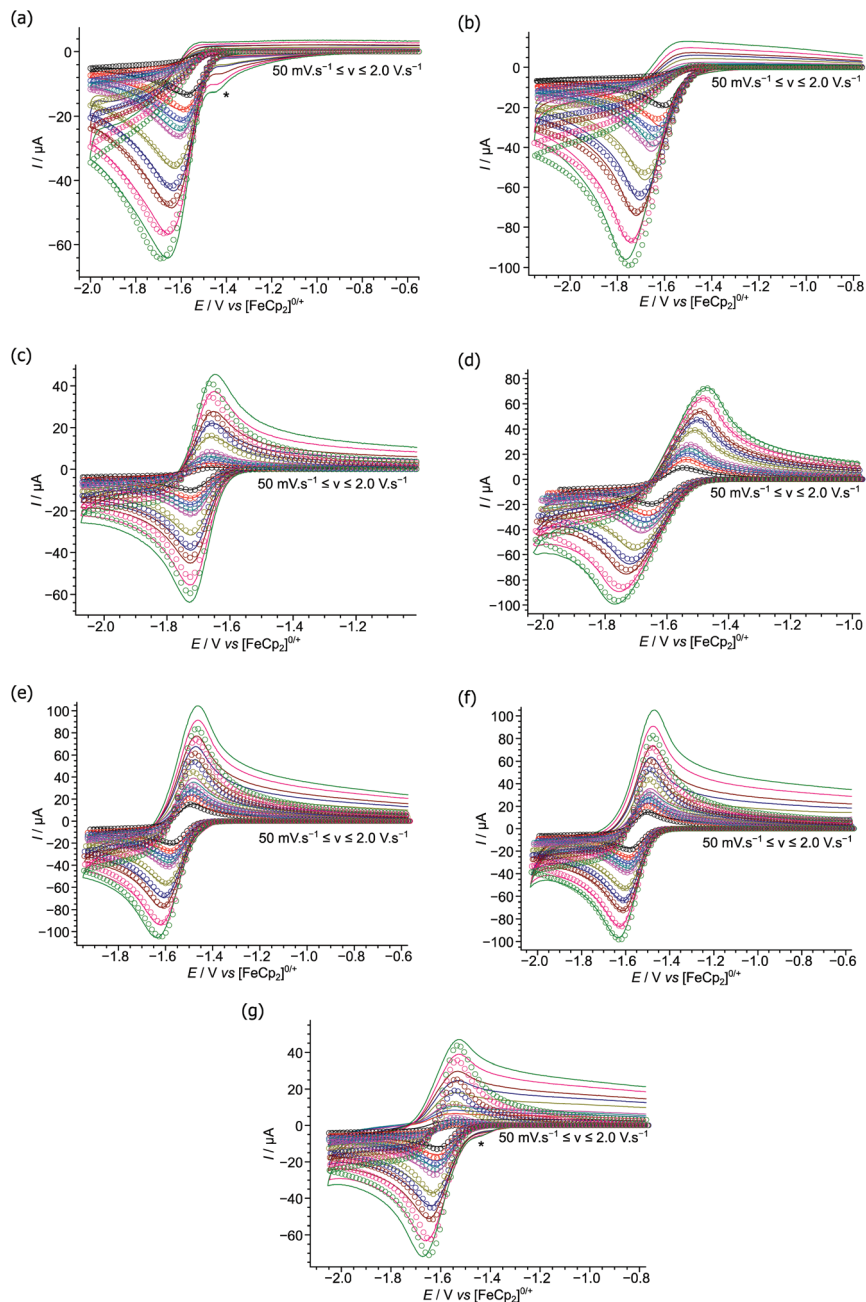 (a)
0
−20
−40
−60
I / µA
50 mV.s⁻¹ ≤ v ≤ 2.0 V.s⁻¹
*
−2.0 −1.8 −1.6 −1.4 −1.2 −1.0 −0.8 −0.6
E / V vs [FeCp₂]⁰/⁺
(b)
0
−20
−40
−60
−80
−100
I / µA
50 mV.s⁻¹ ≤ v ≤ 2.0 V.s⁻¹
−2.0 −1.8 −1.6 −1.4 −1.2 −1.0 −0.8
E / V vs [FeCp₂]⁰/⁺
(c)
40
20
0
−20
−40
−60
I / µA
50 mV.s⁻¹ ≤ v ≤ 2.0 V.s⁻¹
−2.0 −1.8 −1.6 −1.4 −1.2
E / V vs [FeCp₂]⁰/⁺
(d)
80
60
40
20
0
−20
−40
−60
−80
−100
I / µA
50 mV.s⁻¹ ≤ v ≤ 2.0 V.s⁻¹
−2.0 −1.8 −1.6 −1.4 −1.2 −1.0
E / V vs [FeCp₂]⁰/⁺
(e)
100
80
60
40
20
0
−20
−40
−60
−80
−100
I / µA
50 mV.s⁻¹ ≤ v ≤ 2.0 V.s⁻¹
−1.8 −1.6 −1.4 −1.2 −1.0 −0.8 −0.6
E / V vs [FeCp₂]⁰/⁺
(f)
100
80
60
40
20
0
−20
−40
−60
−80
−100
I / µA
50 mV.s⁻¹ ≤ v ≤ 2.0 V.s⁻¹
−2.0 −1.8 −1.6 −1.4 −1.2 −1.0 −0.8 −0.6
E / V vs [FeCp₂]⁰/⁺
(g)
40
20
0
−20
−40
−60
I / µA
50 mV.s⁻¹ ≤ v ≤ 2.0 V.s⁻¹
*
−2.0 −1.8 −1.6 −1.4 −1.2 −1.0 −0.8
E / V vs [FeCp₂]⁰/⁺